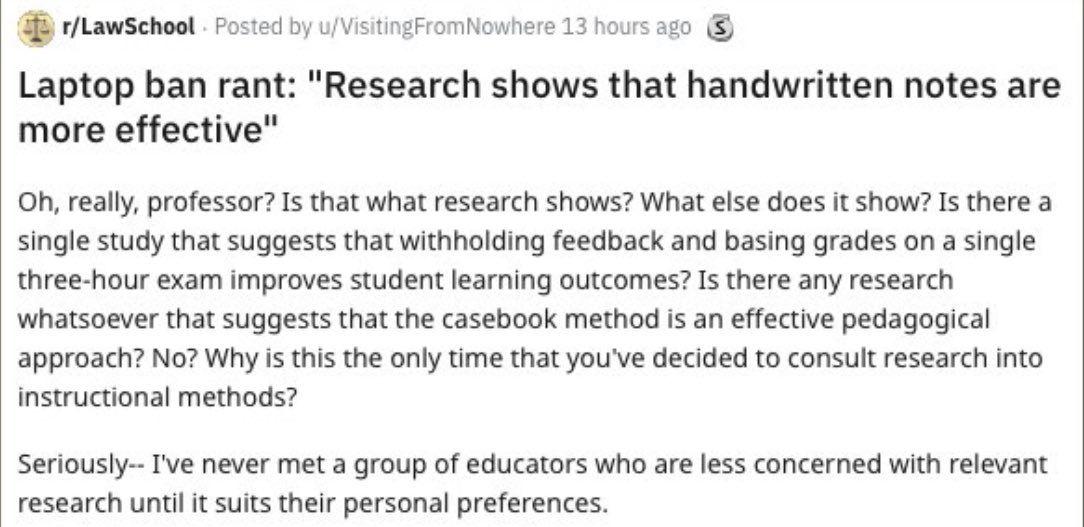 r/LawSchool · Posted by u/VisitingFromNowhere 13 hours ago S
Laptop ban rant: "Research shows that handwritten notes are
more effective"
Oh, really, professor? Is that what research shows? What else does it show? Is there a
single study that suggests that withholding feedback and basing grades on a single
three-hour exam improves student learning outcomes? Is there any research
whatsoever that suggests that the casebook method is an effective pedagogical
approach? No? Why is this the only time that you've decided to consult research into
instructional methods?
Seriously-- I've never met a group of educators who are less concerned with relevant
research until it suits their personal preferences.